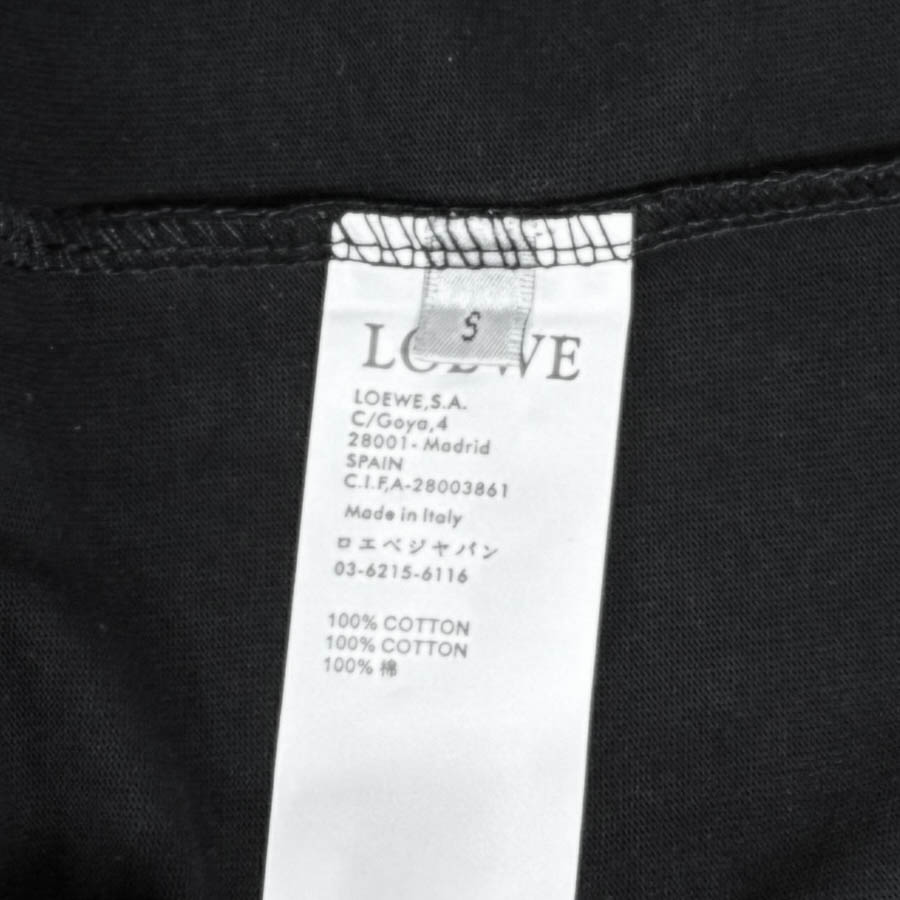 S
LOEWE
LOEWE,S.A.
C/Goya,4
28001-Madrid
SPAIN
C.I.F,A-28003861
Made in Italy
ロエベジャパン
03-6215-6116
100% COTTON
100% COTTON
100% 棉